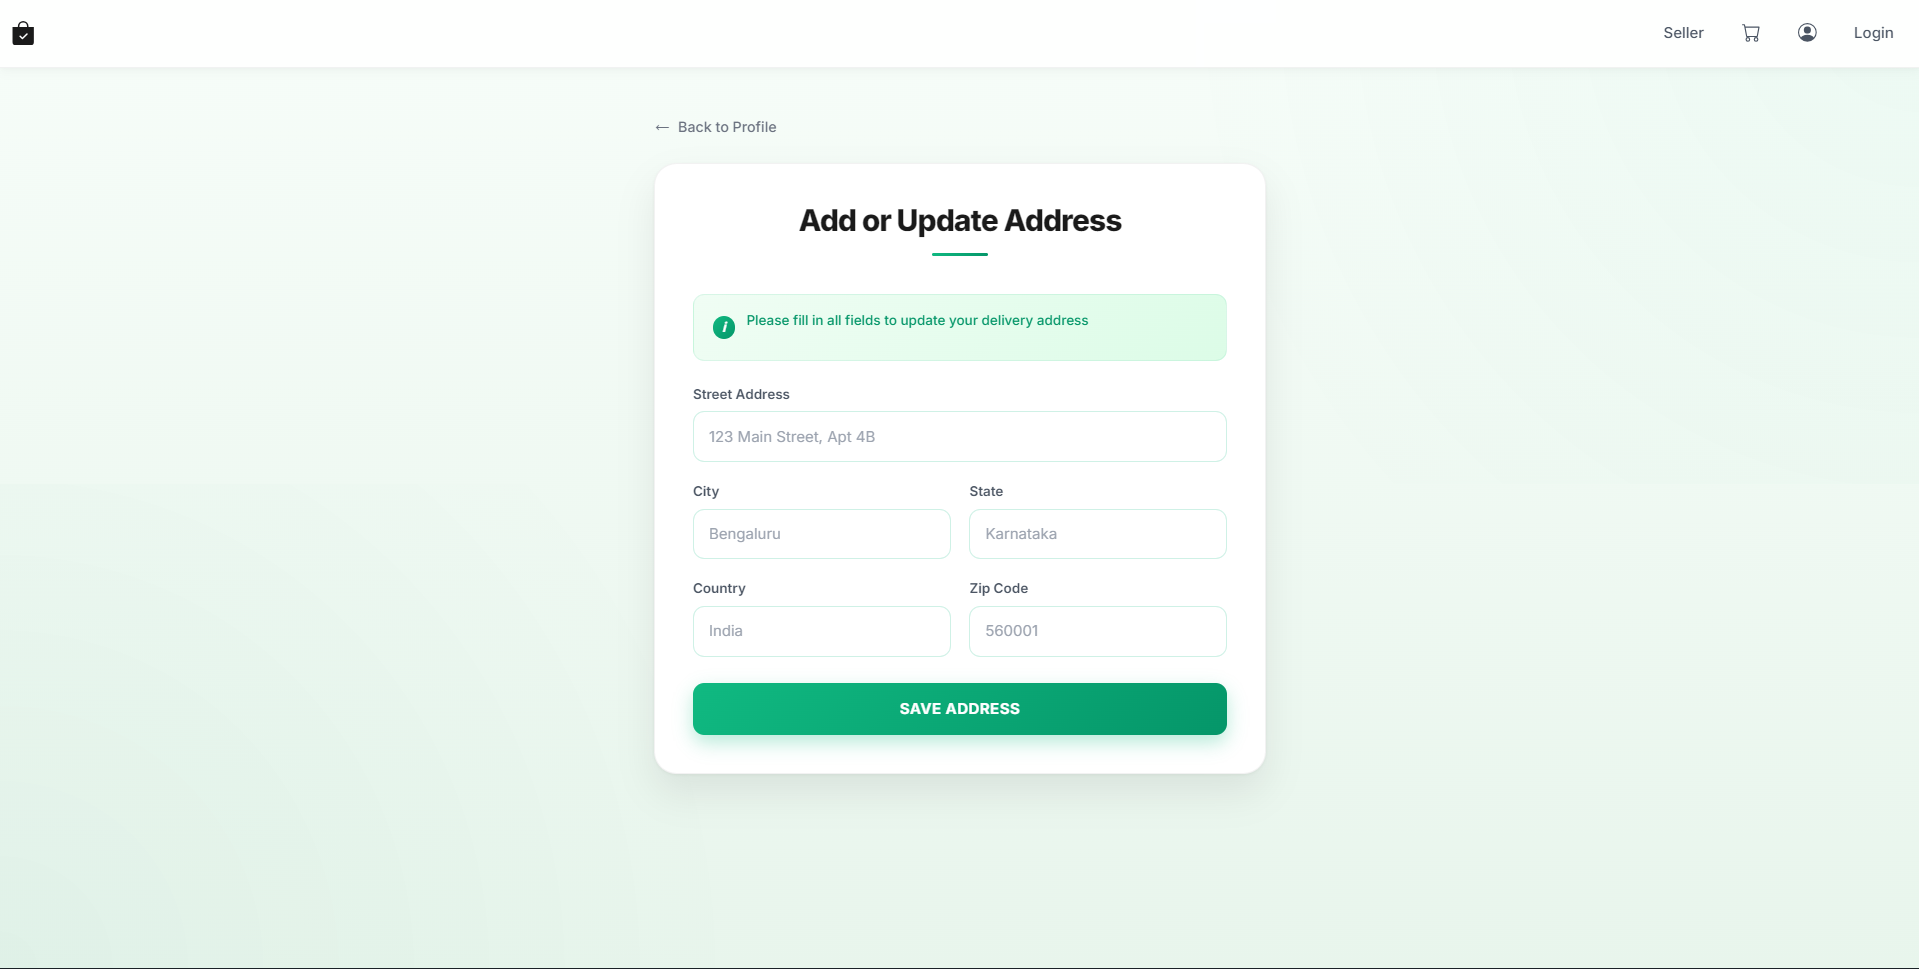 Seller
Login
← Back to Profile
Add or Update Address
i
Please fill in all fields to update your delivery address
Street Address
123 Main Street, Apt 4B
City
State
Bengaluru
Karnataka
Country
Zip Code
India
560001
SAVE ADDRESS